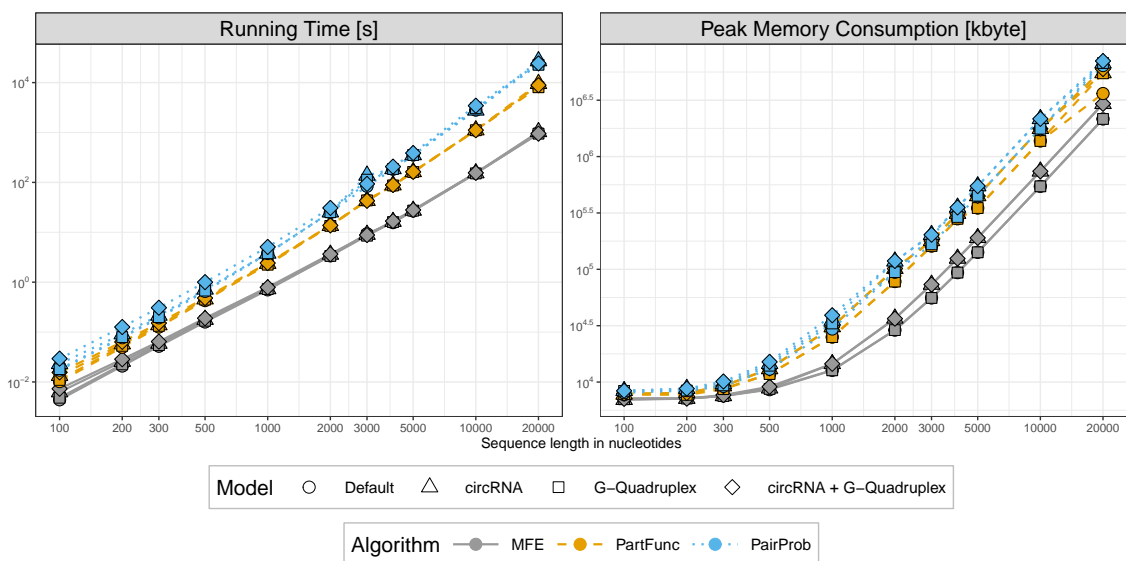 Running Time [s]
Peak Memory Consumption [kbyte]
10^4
10^2
10^0
10^−2
10^6.5
10^6
10^5.5
10^5
10^4.5
10^4
100 200 300 500 1000 2000 3000 5000 10000 20000
100 200 300 500 1000 2000 3000 5000 10000 20000
Sequence length in nucleotides
Model Default circRNA G−Quadruplex circRNA + G−Quadruplex
Algorithm MFE PartFunc PairProb